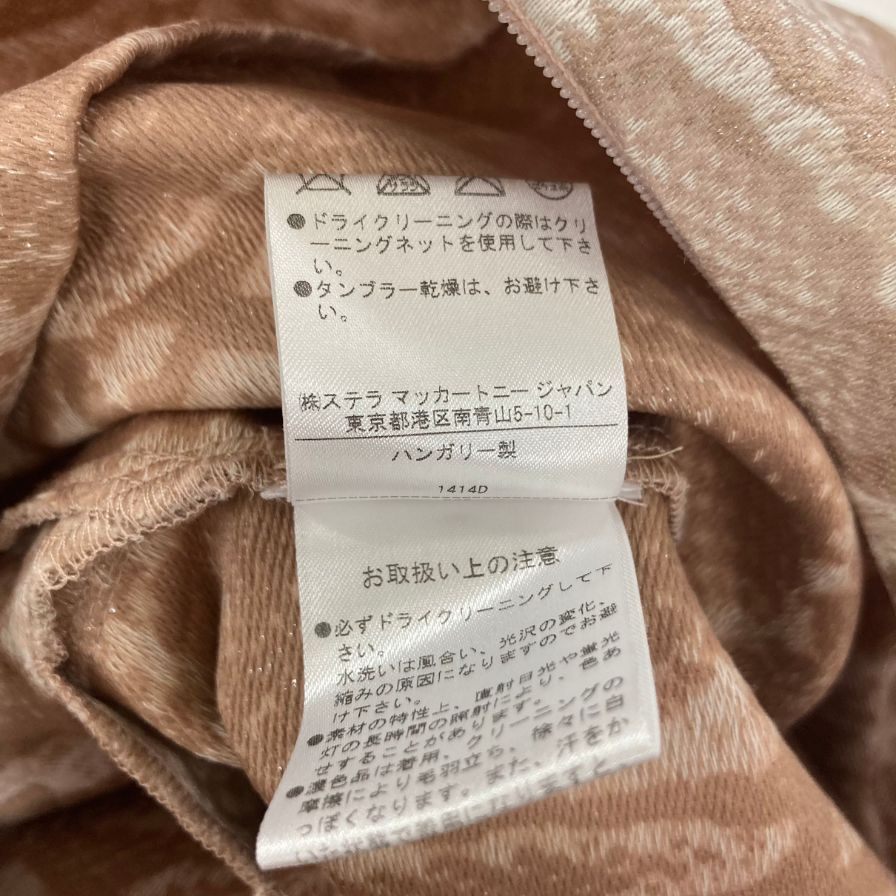 ●ドライクリーニングの際はクリ
ーニングネットを使用して下さ
い。
●タンブラー乾燥は、お避け下さ
い。
㈱ステラ マッカートニー ジャパン
東京都港区南青山5-10-1
ハンガリー製
1414D
お取扱い上の注意
●必ずドライクリーニングして下
さい。
水洗いは風合い、光沢の変化、
縮みの原因になりますのでお避
け下さい。
●素材の特性上、直射日光や蛍光
灯の長時間の照射により、色あ
せすることがあります。
●濃色品は着用、クリーニングの
摩擦により毛羽立ち、徐々に白
っぽくなります。また、汗をか